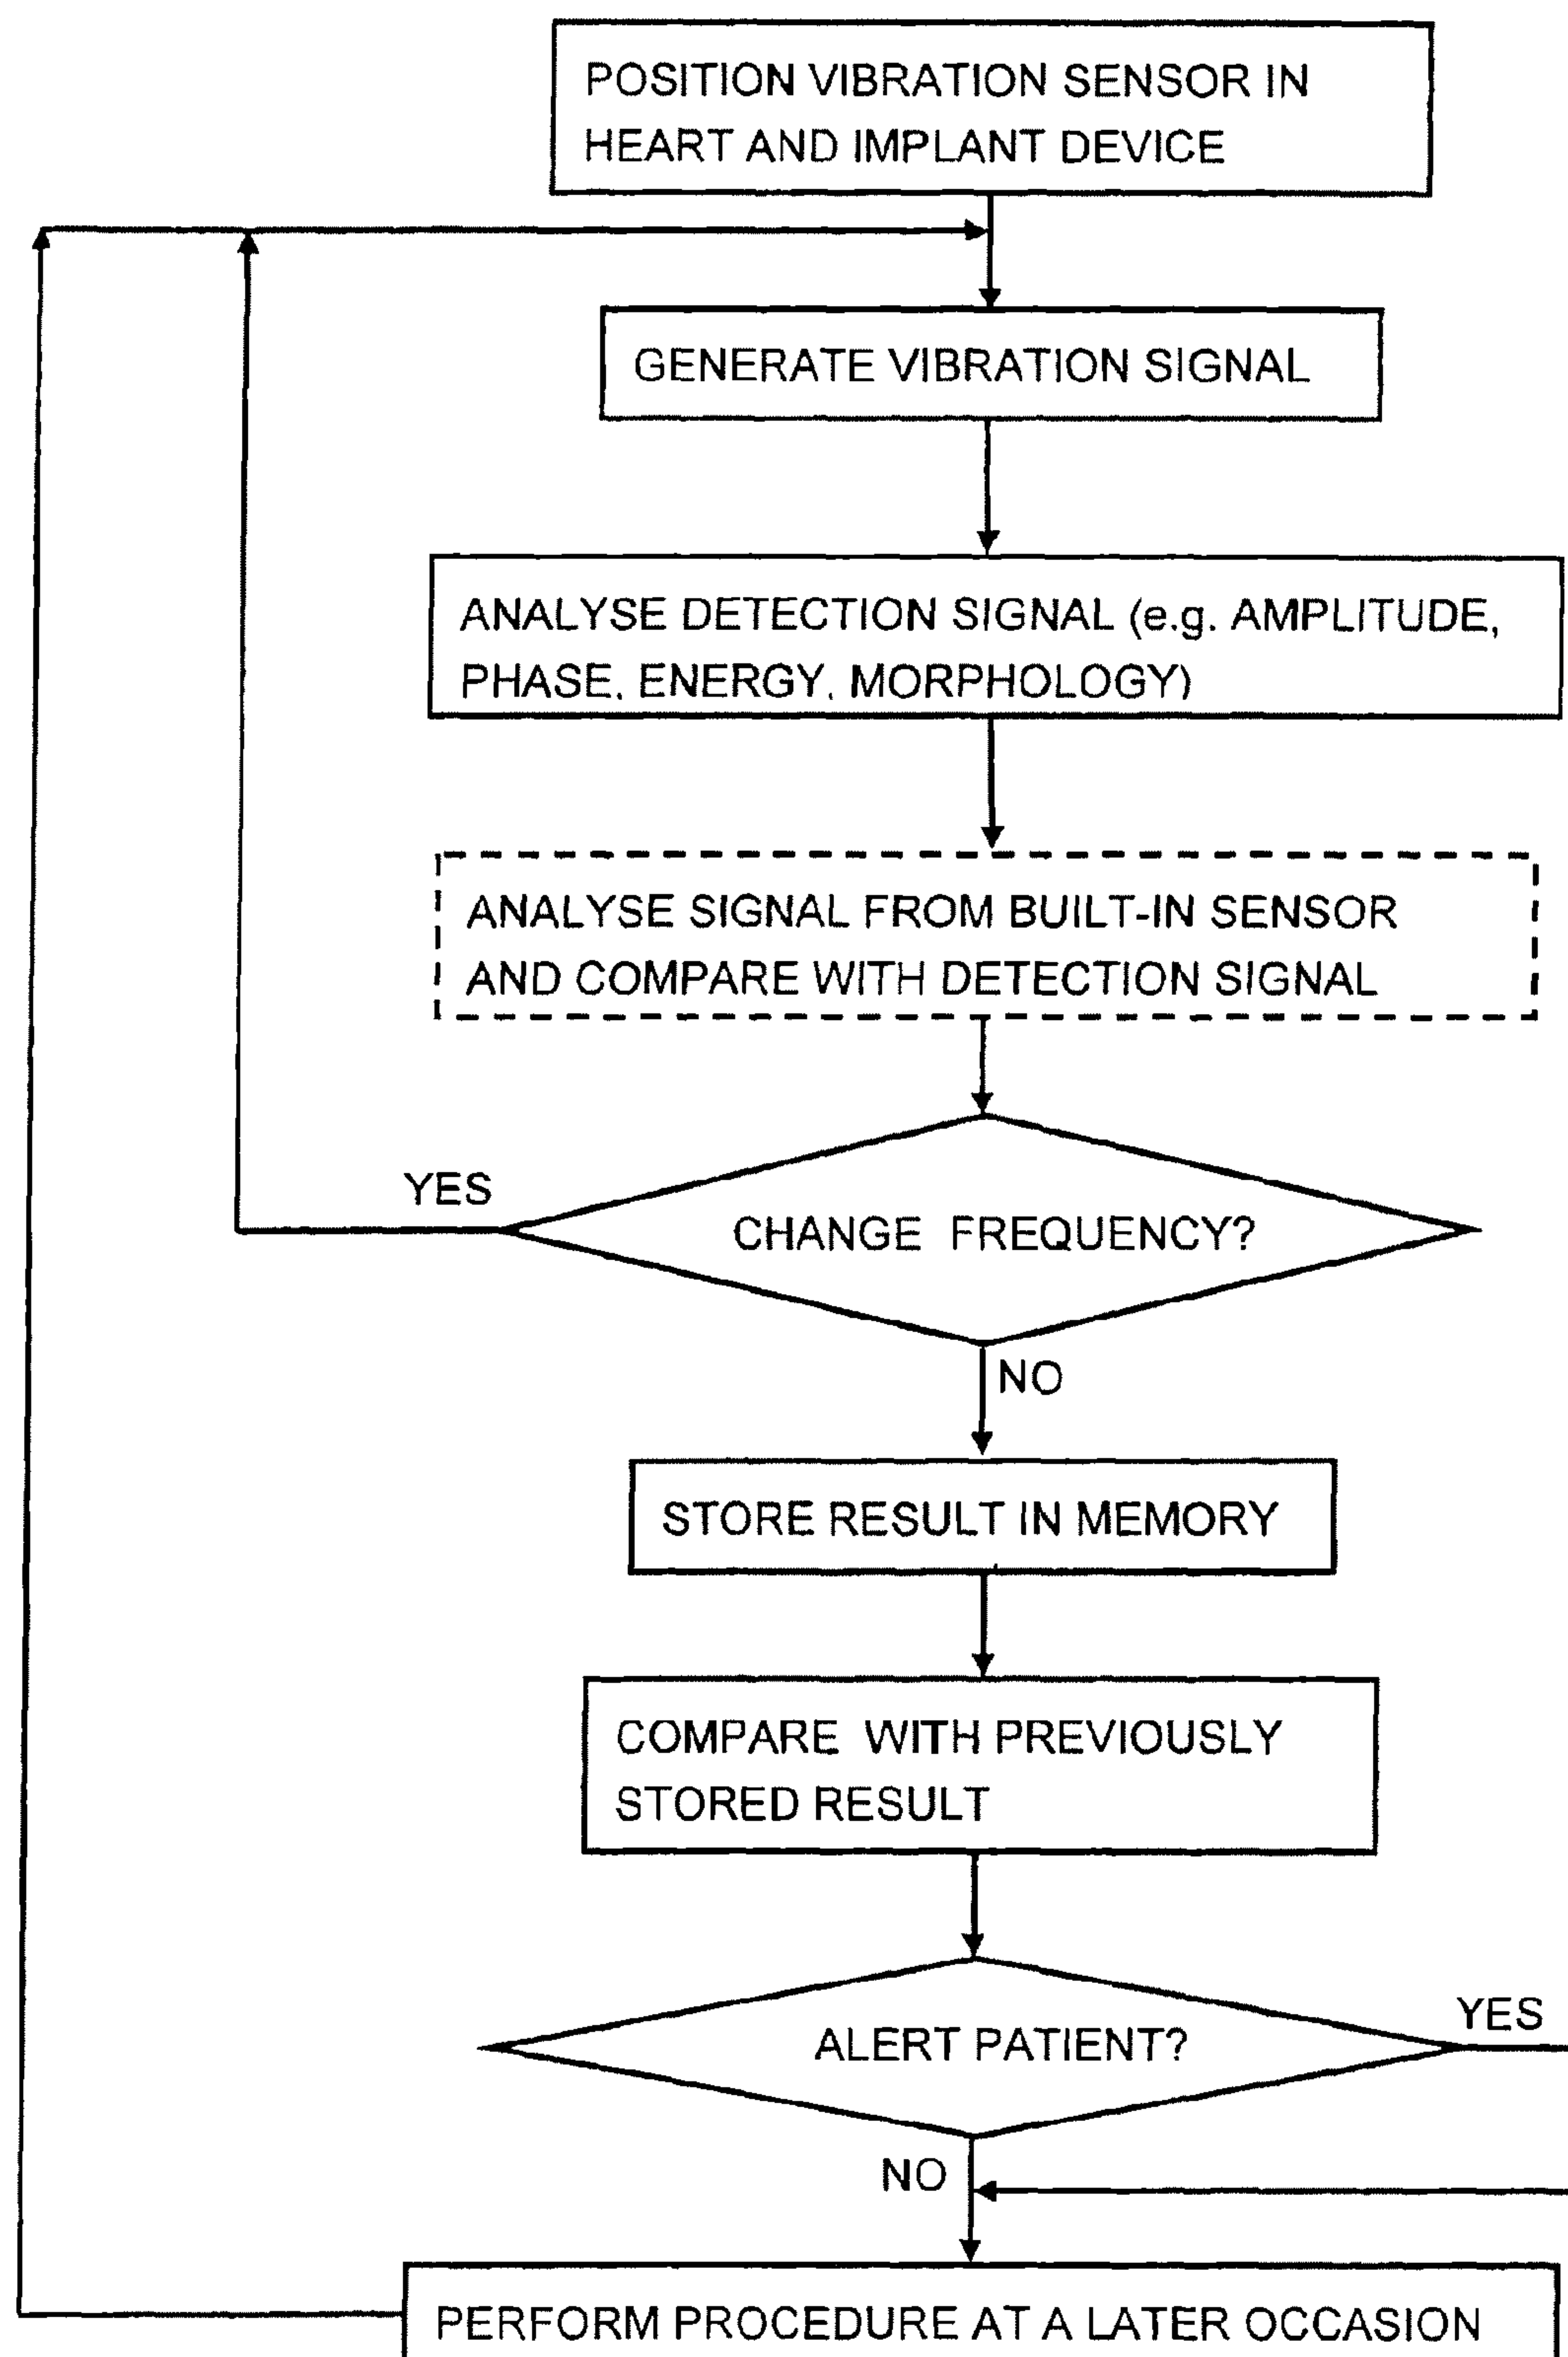 POSITION VIBRATION SENSOR IN
HEART AND IMPLANT DEVICE
GENERATE VIBRATION SIGNAL
ANALYSE DETECTION SIGNAL (e.g. AMPLITUDE,
PHASE, ENERGY, MORPHOLOGY)
ANALYSE SIGNAL FROM BUILT-IN SENSOR
AND COMPARE WITH DETECTION SIGNAL
YES
CHANGE FREQUENCY?
NO
STORE RESULT IN MEMORY
COMPARE WITH PREVIOUSLY
STORED RESULT
YES
ALERT PATIENT?
NO
PERFORM PROCEDURE AT A LATER OCCASION